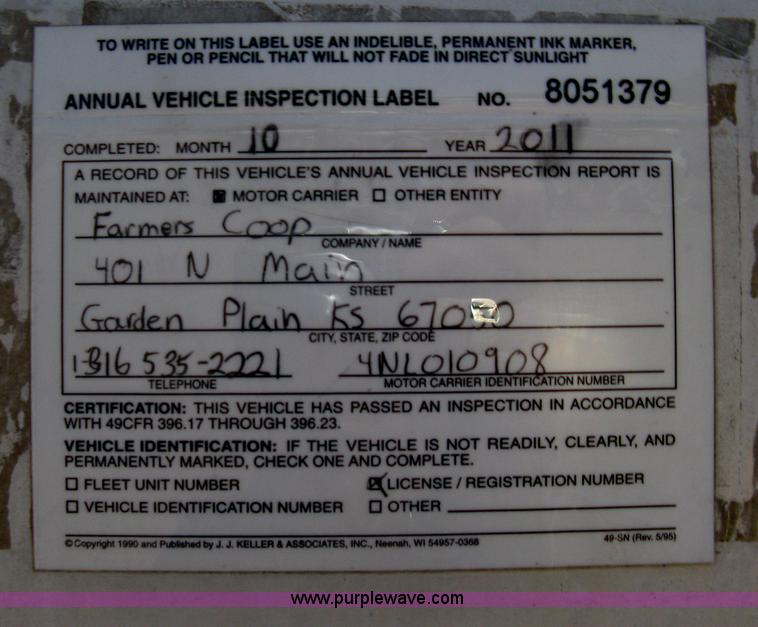 TO WRITE ON THIS LABEL USE AN INDELIBLE, PERMANENT INK MARKER,
PEN OR PENCIL THAT WILL NOT FADE IN DIRECT SUNLIGHT
ANNUAL VEHICLE INSPECTION LABEL NO. 8051379
COMPLETED: MONTH 10 YEAR 2011
A RECORD OF THIS VEHICLE'S ANNUAL VEHICLE INSPECTION REPORT IS
MAINTAINED AT: MOTOR CARRIER OTHER ENTITY
Farmers Coop
COMPANY / NAME
401 N Main
STREET
Garden Plain KS
CITY, STATE, ZIP CODE
1316 535-2221 4NL010908
TELEPHONE MOTOR CARRIER IDENTIFICATION NUMBER
CERTIFICATION: THIS VEHICLE HAS PASSED AN INSPECTION IN ACCORDANCE
WITH 49CFR 396.17 THROUGH 396.23.
VEHICLE IDENTIFICATION: IF THE VEHICLE IS NOT READILY, CLEARLY, AND
PERMANENTLY MARKED, CHECK ONE AND COMPLETE.
FLEET UNIT NUMBER LICENSE / REGISTRATION NUMBER
VEHICLE IDENTIFICATION NUMBER OTHER
© Copyright 1990 and Published by J. J. KELLER & ASSOCIATES, INC., Neenah, WI 54957-0368 49-SN (Rev. 5/95)
www.purplewave.com